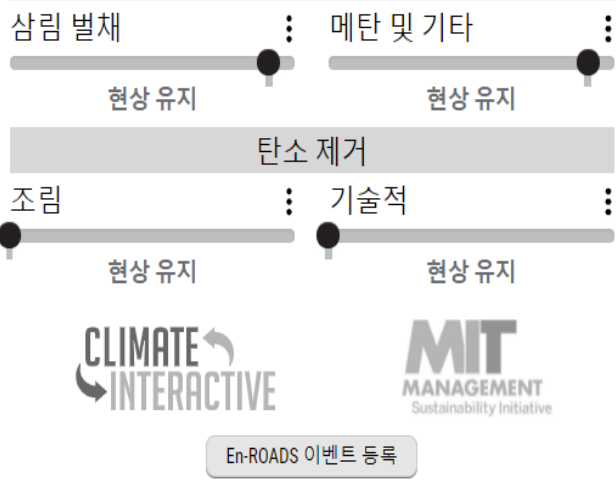 삼림 벌채
메탄 및 기타
현상 유지
현상 유지
탄소 제거
조림
기술적
현상 유지
현상 유지
CLIMATE
INTERACTIVE
MIT
MANAGEMENT
Sustainability Initiative
En-ROADS 이벤트 등록